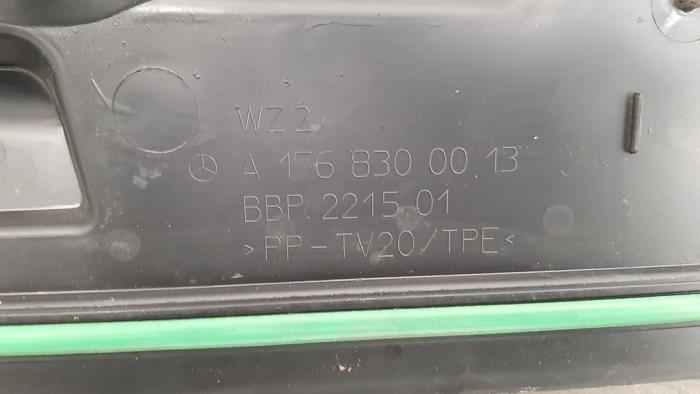 WZ2
A 176 830 00 13
BBP 2215 01
>PP-TV20/TPE<